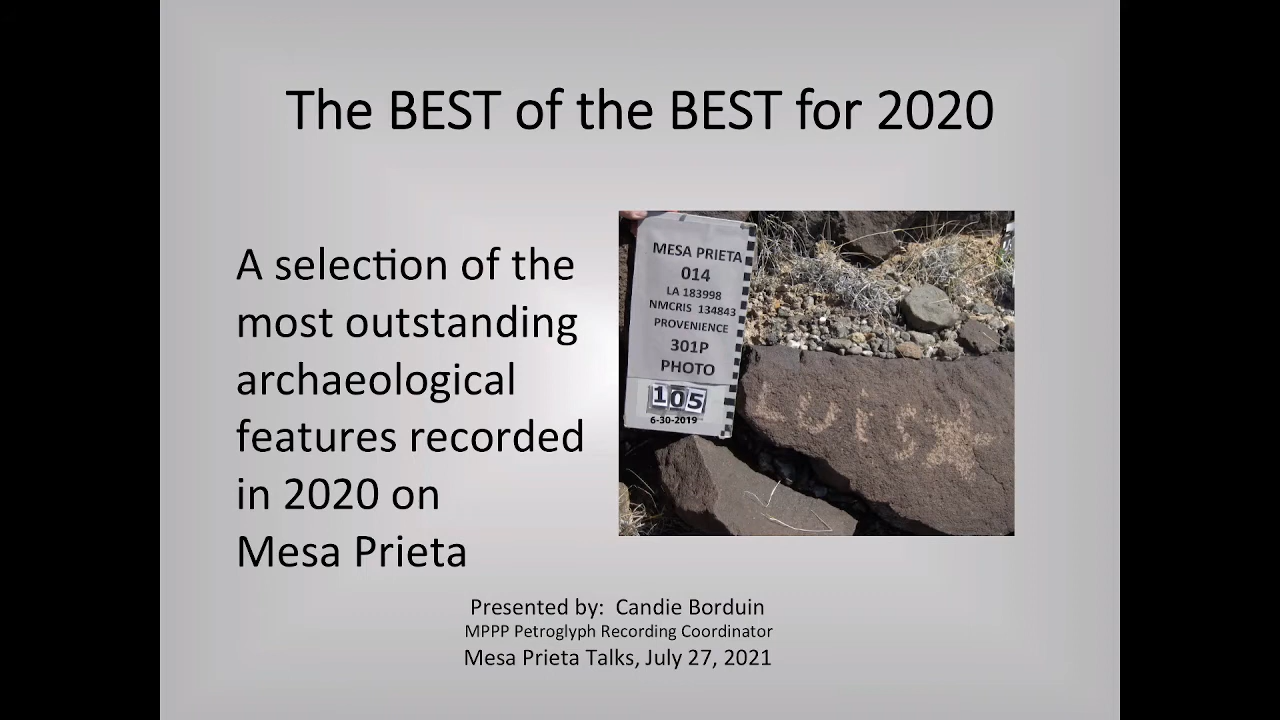 The BEST of the BEST for 2020
A selection of the
most outstanding
archaeological
features recorded
in 2020 on
Mesa Prieta
MESA PRIETA
014
LA 183998
NMCRIS 134843
PROVENIENCE
301P
PHOTO
105
6-30-2019
Luis
Presented by: Candie Borduin
MPPP Petroglyph Recording Coordinator
Mesa Prieta Talks, July 27, 2021